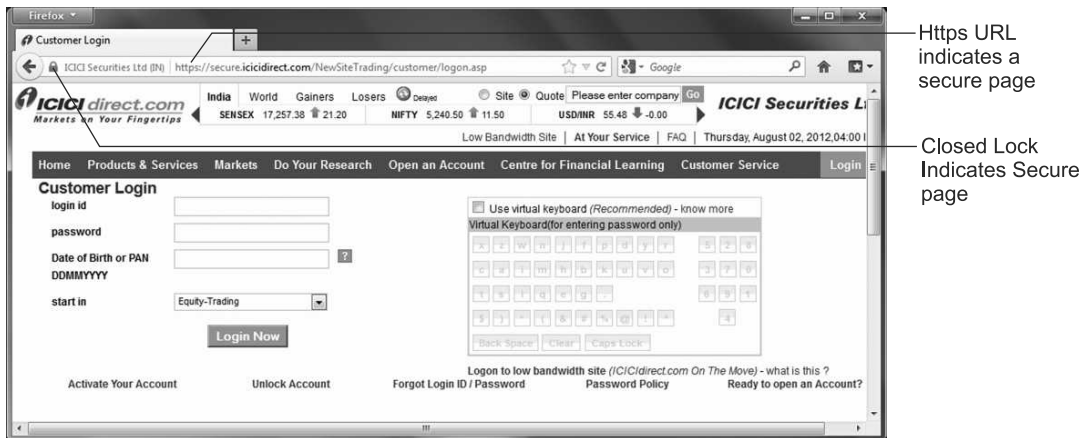 Firefox
Customer Login
ICICI Securities Ltd (IN) https://secure.icicidirect.com/NewSiteTrading/customer/logon.asp Google
Https URL
indicates a
secure page
ICICI direct.com
Markets on Your Fingertips
India World Gainers Losers Delayed Site Quote Please enter company Go
SENSEX 17,257.38 21.20 NIFTY 5,240.50 11.50 USD/INR 55.48 -0.00
ICICI Securities Li
Low Bandwidth Site | At Your Service | FAQ | Thursday, August 02, 2012,04:00 I
Home Products & Services Markets Do Your Research Open an Account Centre for Financial Learning Customer Service Login
Closed Lock
Indicates Secure
page
Customer Login
login id
password
Date of Birth or PAN ?
DDMMYYYY
start in Equity-Trading
Login Now
Use virtual keyboard (Recommended) - know more
Virtual Keyboard(for entering password only)
Back Space Clear Caps Lock
Logon to low bandwidth site (ICICIdirect.com On The Move) - what is this ?
Activate Your Account Unlock Account Forgot Login ID / Password Password Policy Ready to open an Account?